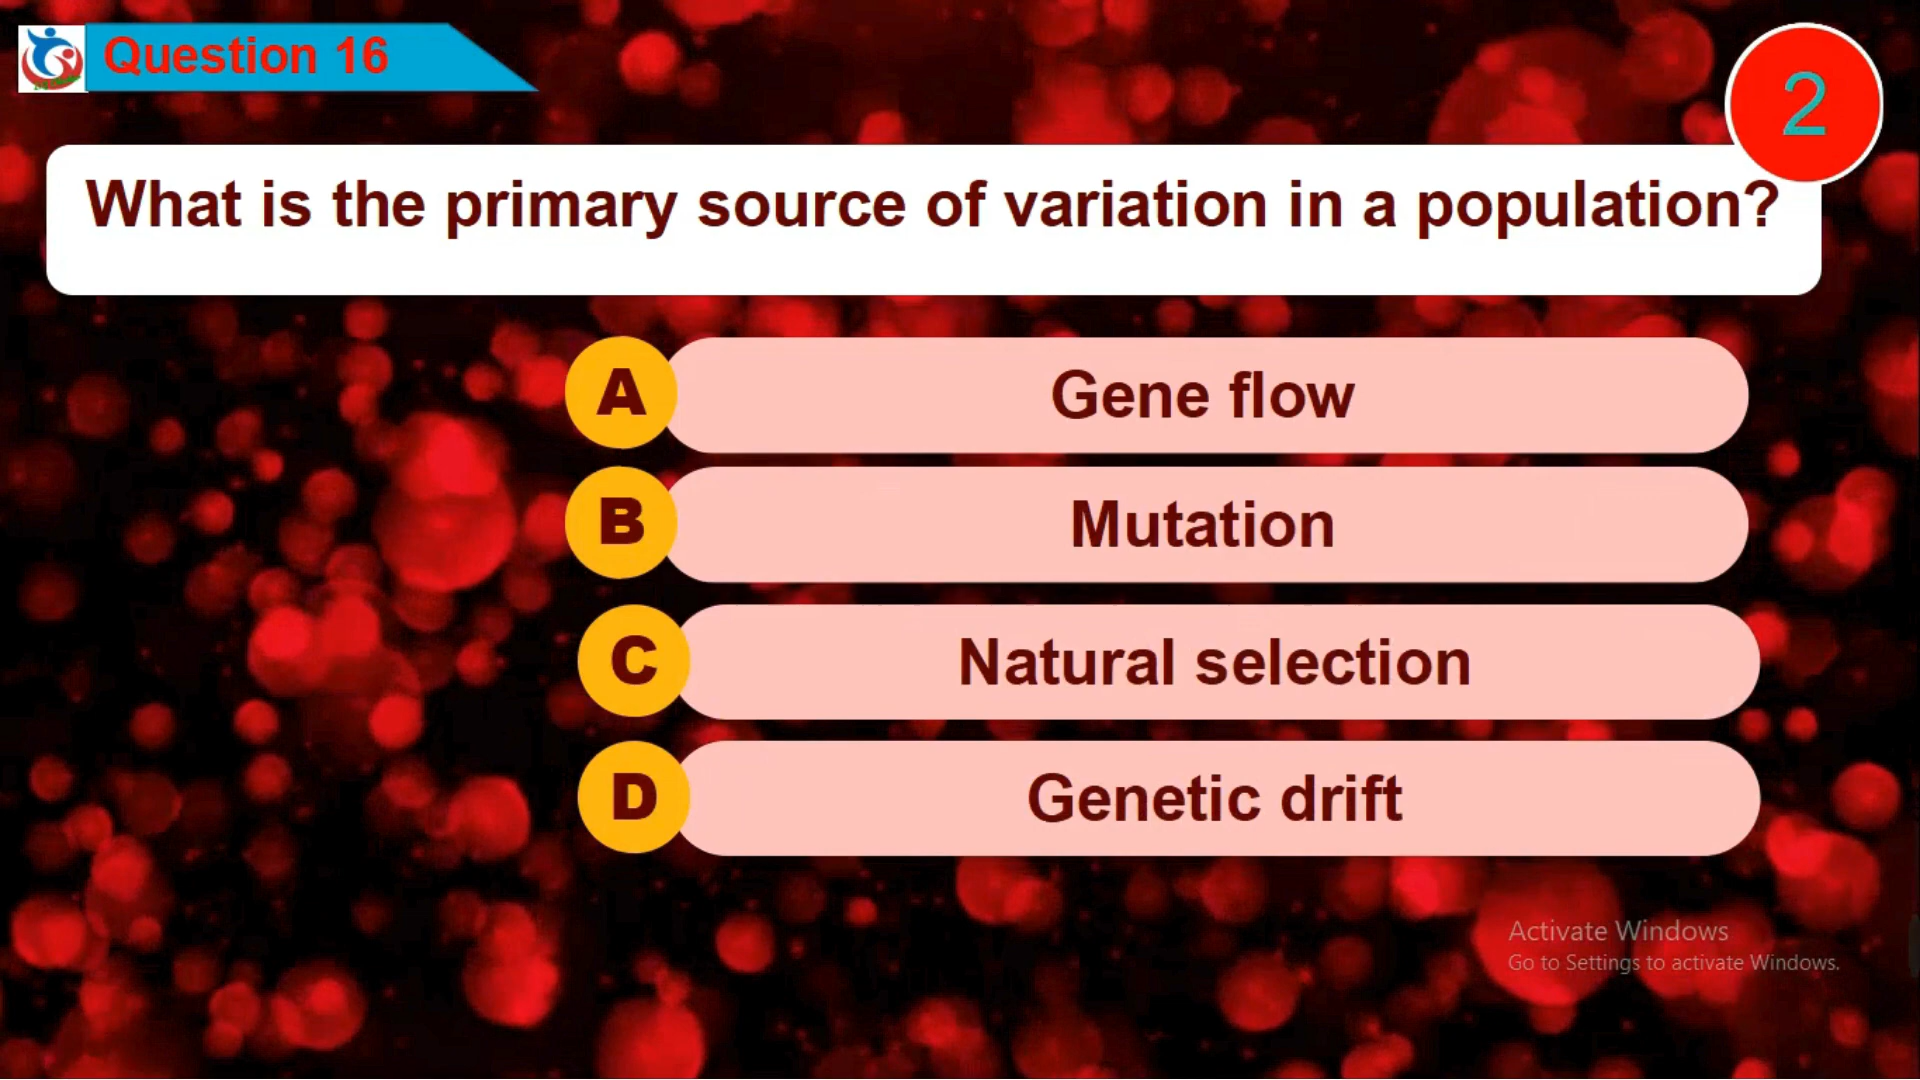 Question 16
2
What is the primary source of variation in a population?
A
Gene flow
B
Mutation
C
Natural selection
D
Genetic drift
Activate Windows
Go to Settings to activate Windows.